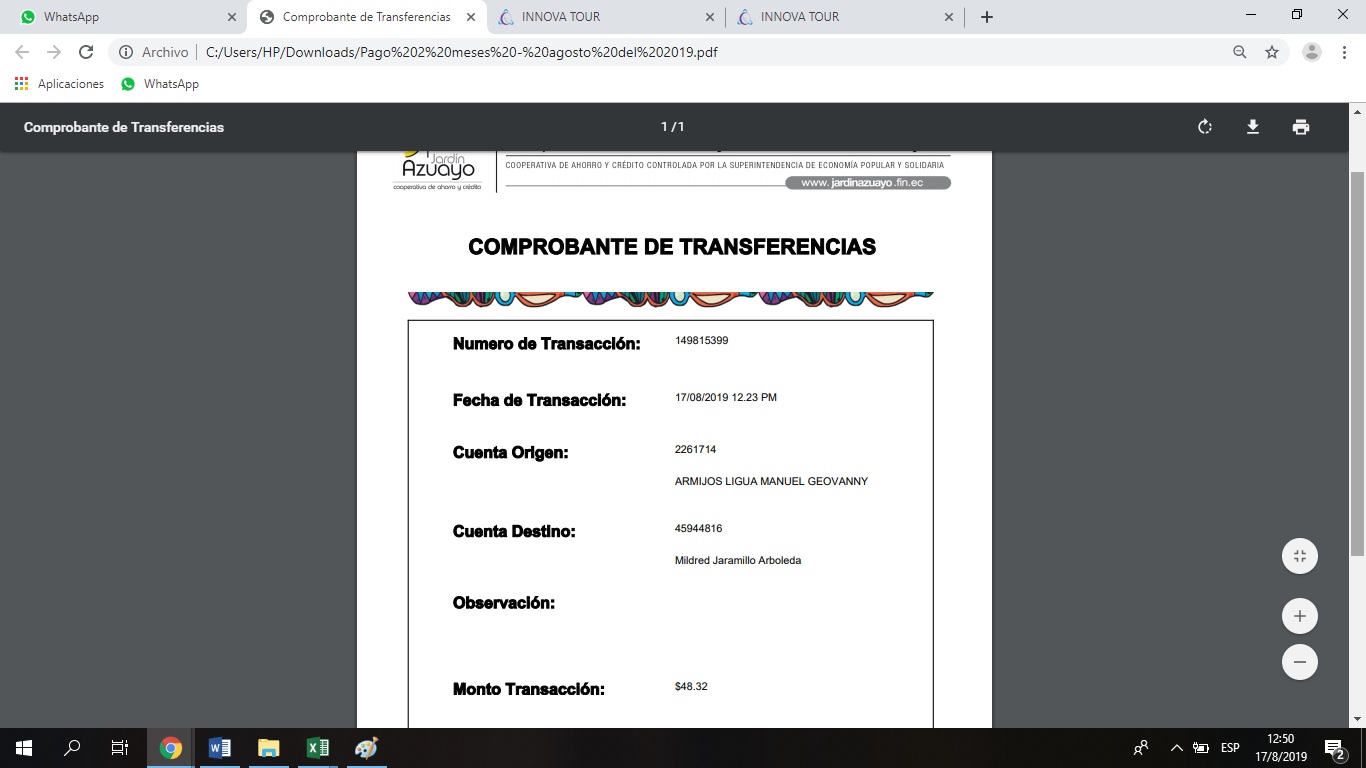 WhatsApp
Comprobante de Transferencias
INNOVA TOUR
INNOVA TOUR
Archivo
C:/Users/HP/Downloads/Pago%202%20meses%20-%20agosto%20del%202019.pdf
Aplicaciones
WhatsApp
Comprobante de Transferencias
1 / 1
Jardín
Azuayo
cooperativa de ahorro y crédito
COOPERATIVA DE AHORRO Y CRÉDITO CONTROLADA POR LA SUPERINTENDENCIA DE ECONOMÍA POPULAR Y SOLIDARIA
www.jardinazuayo.fin.ec
COMPROBANTE DE TRANSFERENCIAS
Numero de Transacción: 149815399
Fecha de Transacción: 17/08/2019 12.23 PM
Cuenta Origen: 2261714
ARMIJOS LIGUA MANUEL GEOVANNY
Cuenta Destino: 45944816
Mildred Jaramillo Arboleda
Observación:
Monto Transacción: $48.32
ESP
12:50
17/8/2019
2